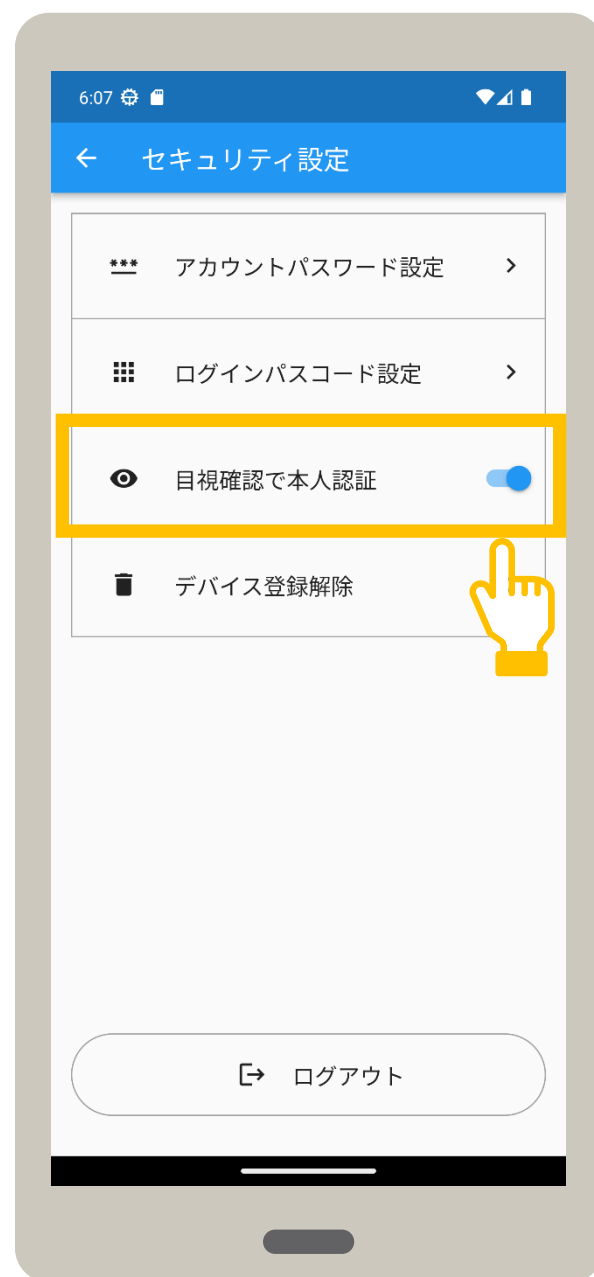 6:07
セキュリティ設定
アカウントパスワード設定
ログインパスコード設定
目視確認で本人認証
デバイス登録解除
ログアウト